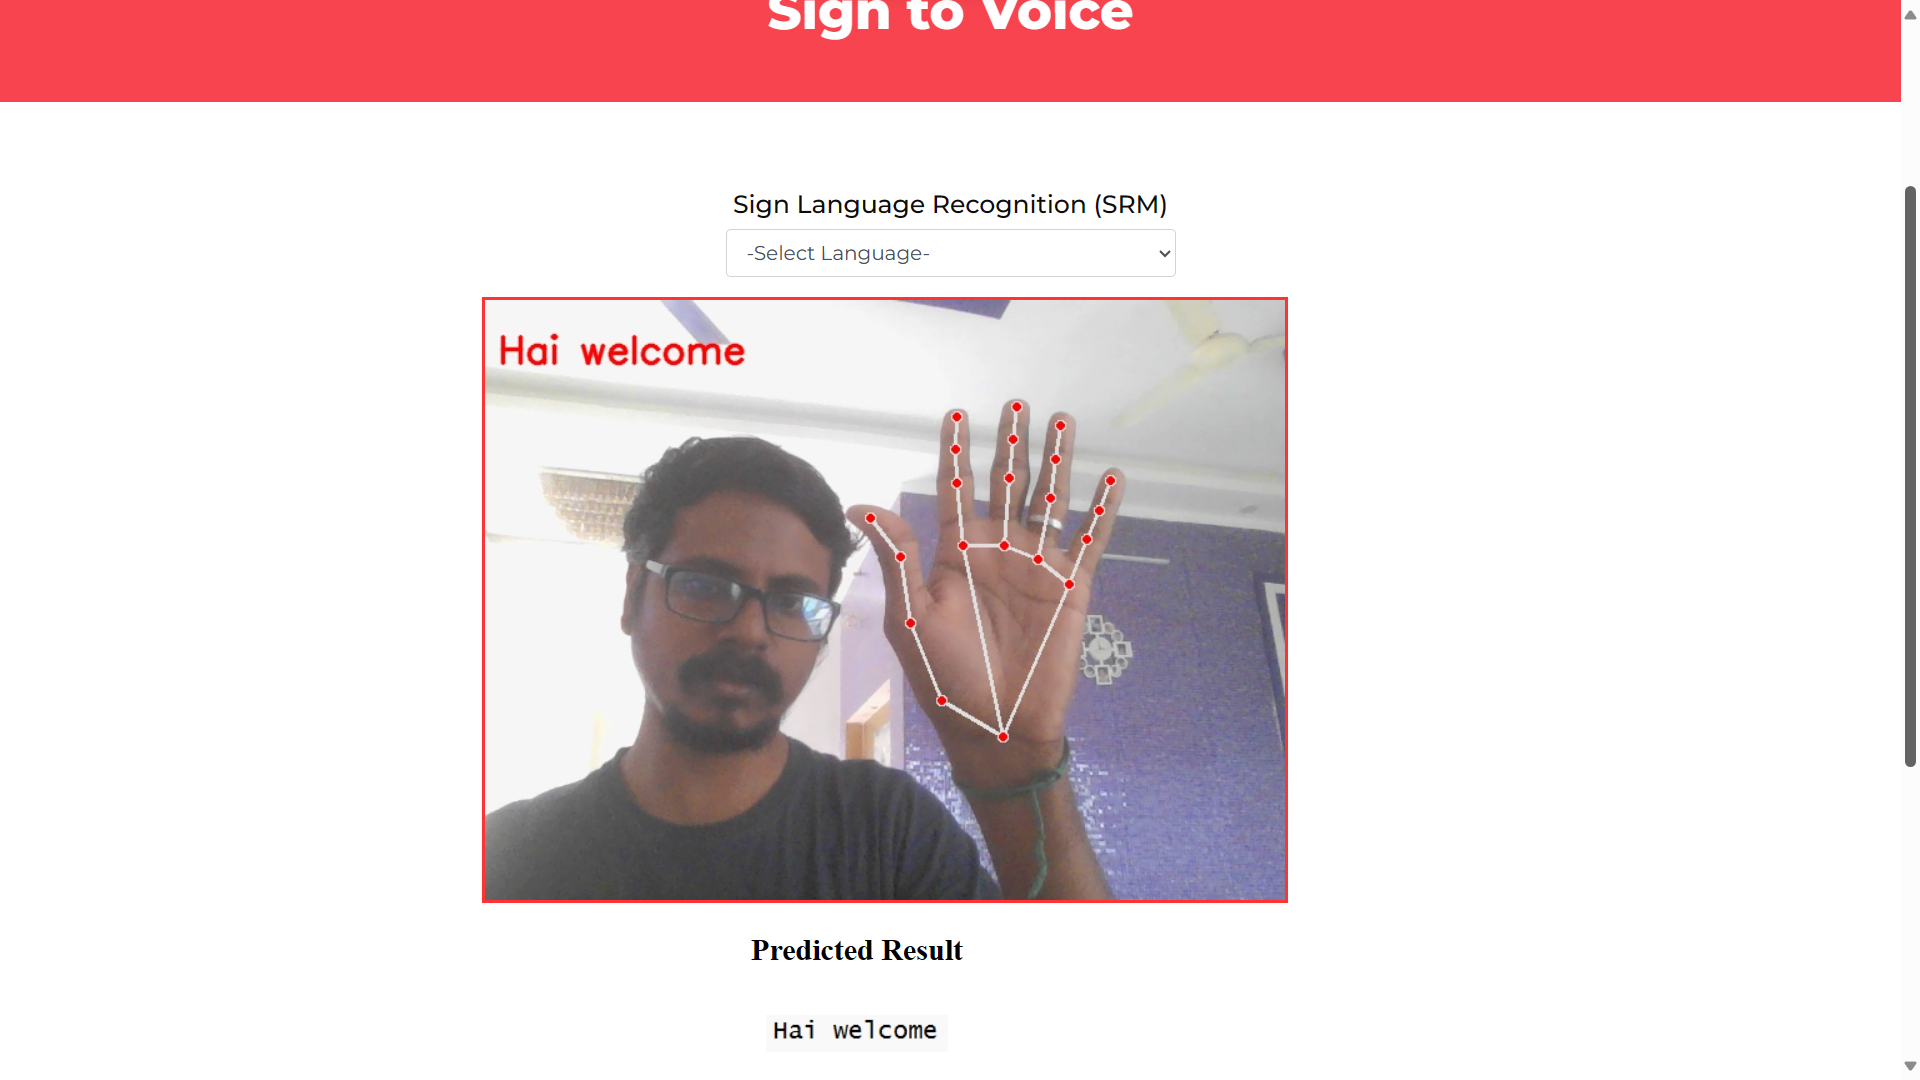 Sign to Voice
Sign Language Recognition (SRM)
-Select Language-
Hai welcome
Predicted Result
Hai welcome